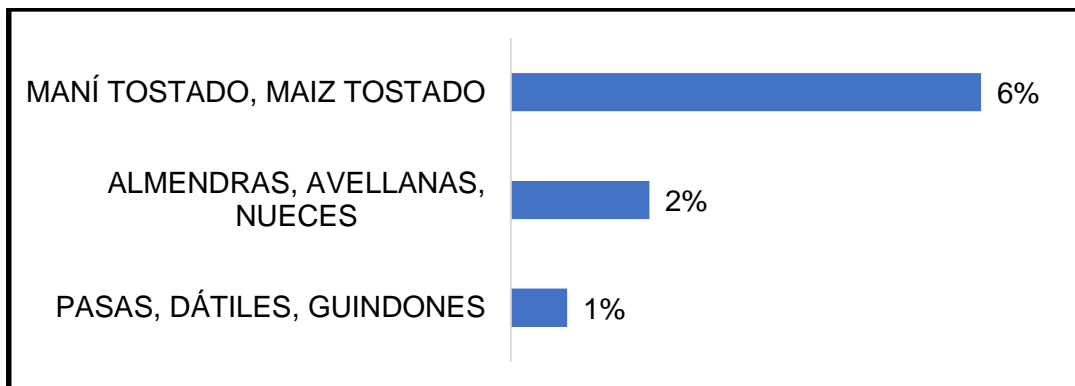 MANÍ TOSTADO, MAIZ TOSTADO
6%
ALMENDRAS, AVELLANAS,
NUECES
2%
PASAS, DÁTILES, GUINDONES
1%